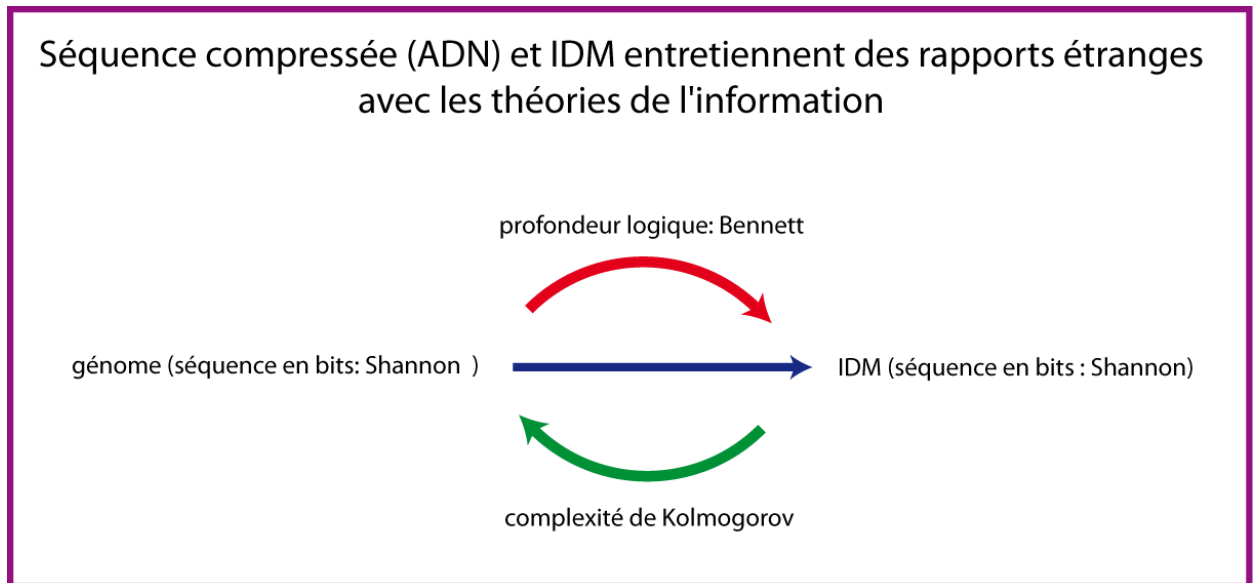 Séquence compressée (ADN) et IDM entretiennent des rapports étranges
avec les théories de l'information
profondeur logique: Bennett
génome (séquence en bits: Shannon )
IDM (séquence en bits : Shannon)
complexité de Kolmogorov